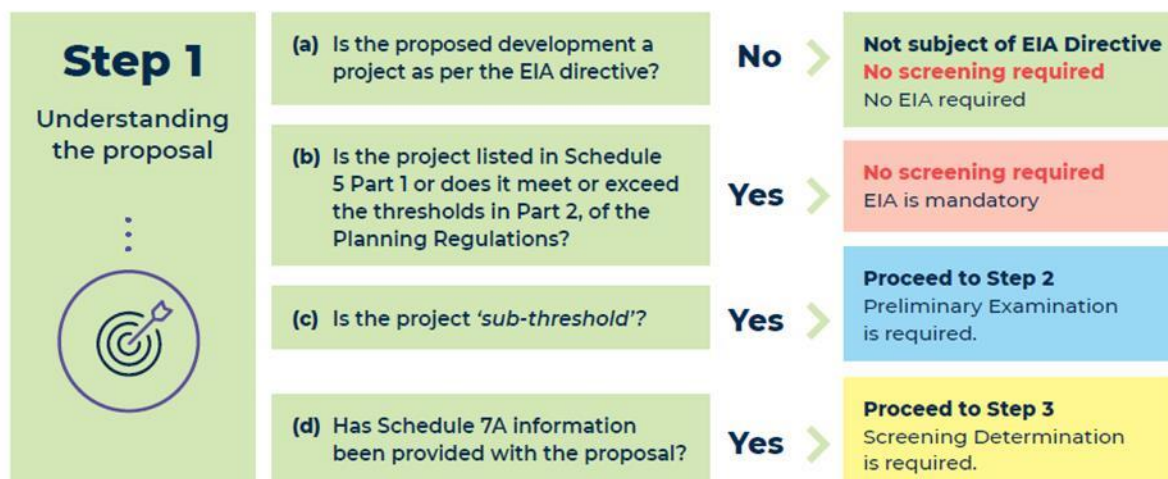 Step 1
Understanding
the proposal
(a) Is the proposed development a
project as per the EIA directive?
No
Not subject of EIA Directive
No screening required
No EIA required
(b) Is the project listed in Schedule
5 Part 1 or does it meet or exceed
the thresholds in Part 2, of the
Planning Regulations?
Yes
No screening required
EIA is mandatory
(c) Is the project ‘sub-threshold’?
Yes
Proceed to Step 2
Preliminary Examination
is required.
(d) Has Schedule 7A information
been provided with the proposal?
Yes
Proceed to Step 3
Screening Determination
is required.